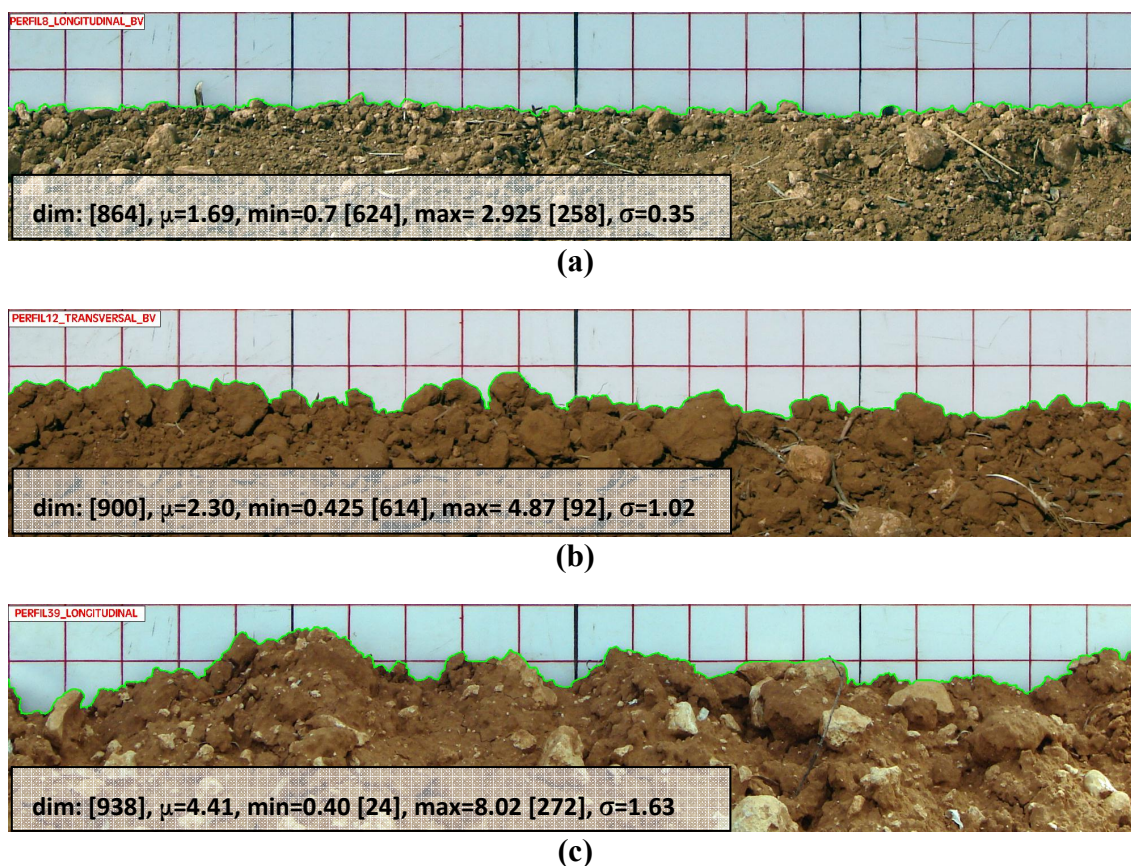 PERFIL8_LONGITUDINAL_BV
dim: [864], μ=1.69, min=0.7 [624], max= 2.925 [258], σ=0.35
(a)
PERFIL12_TRANSVERSAL_BV
dim: [900], μ=2.30, min=0.425 [614], max= 4.87 [92], σ=1.02
(b)
PERFIL39_LONGITUDINAL
dim: [938], μ=4.41, min=0.40 [24], max=8.02 [272], σ=1.63
(c)